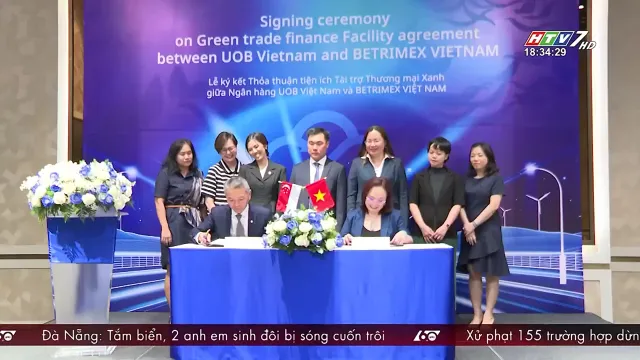 Signing ceremony
on Green trade finance Facility agreement
between UOB Vietnam and BETRIMEX VIETNAM
Lễ ký kết Thỏa thuận tiện ích Tài trợ Thương mại Xanh
giữa Ngân hàng UOB Việt Nam và BETRIMEX VIỆT NAM
HTV7 HD
18:34:29
Đà Nẵng: Tắm biển, 2 anh em sinh đôi bị sóng cuốn trôi
60
Xử phạt 155 trường hợp dừn